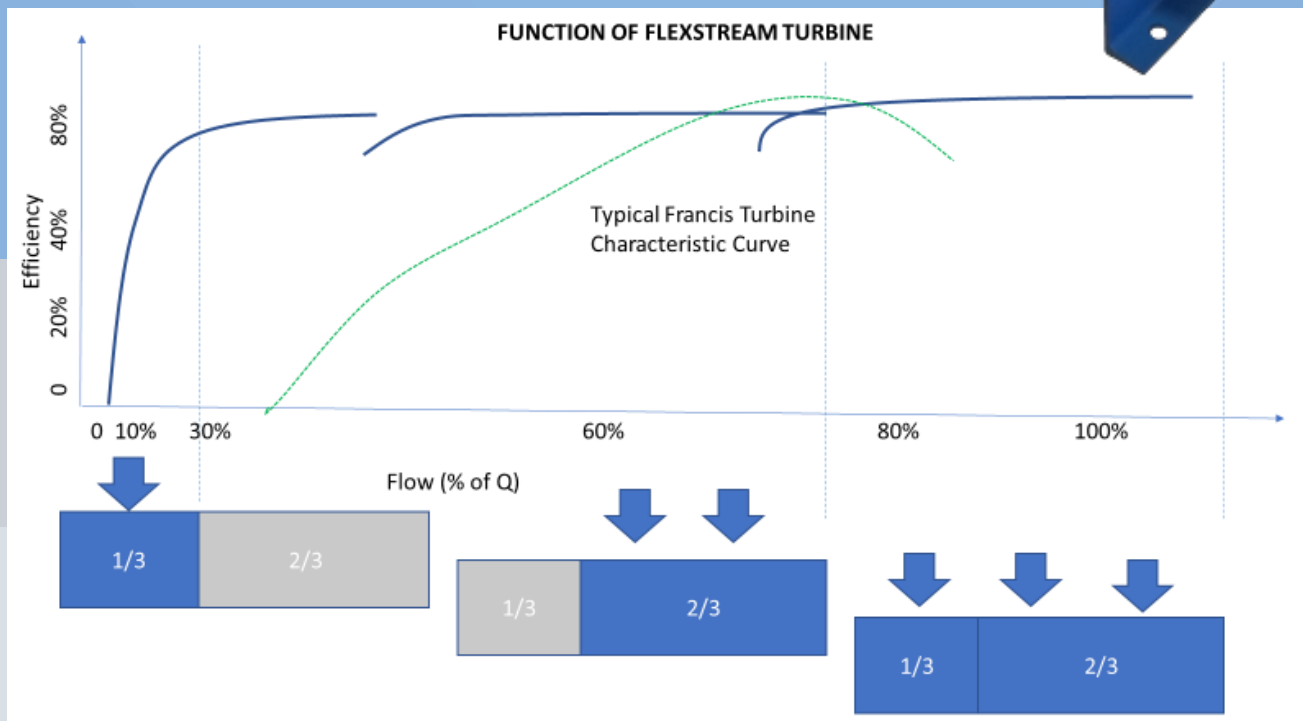 FUNCTION OF FLEXSTREAM TURBINE
Efficiency
80%
40%
20%
0
Typical Francis Turbine
Characteristic Curve
0 10% 30% 60% 80% 100%
Flow (% of Q)
1/3 2/3
1/3 2/3
1/3 2/3